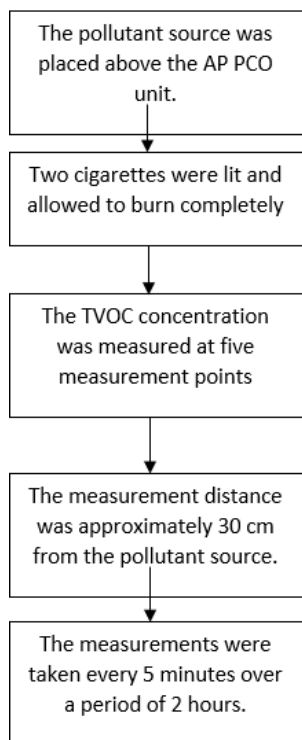 The pollutant source was
placed above the AP PCO
unit.
Two cigarettes were lit and
allowed to burn completely
The TVOC concentration
was measured at five
measurement points
The measurement distance
was approximately 30 cm
from the pollutant source.
The measurements were
taken every 5 minutes over
a period of 2 hours.